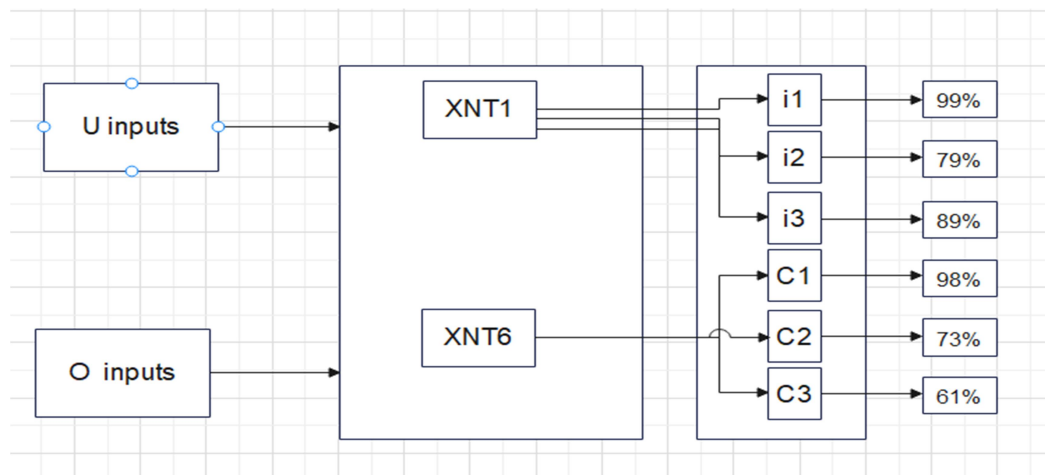 U inputs
O inputs
XNT1
XNT6
i1
i2
i3
C1
C2
C3
99%
79%
89%
98%
73%
61%